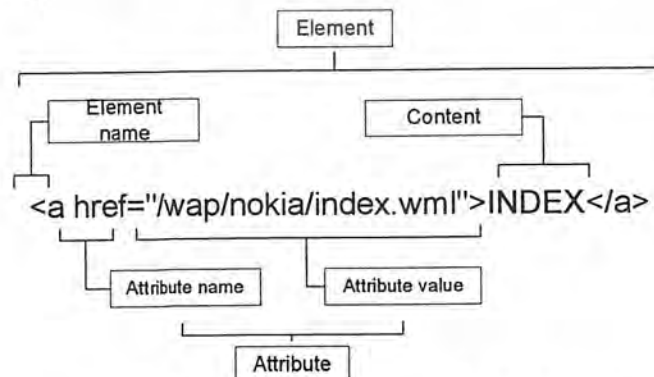 Element
Element
name
Content
<a href="/wap/nokia/index.wml">INDEX</a>
Attribute name
Attribute value
Attribute